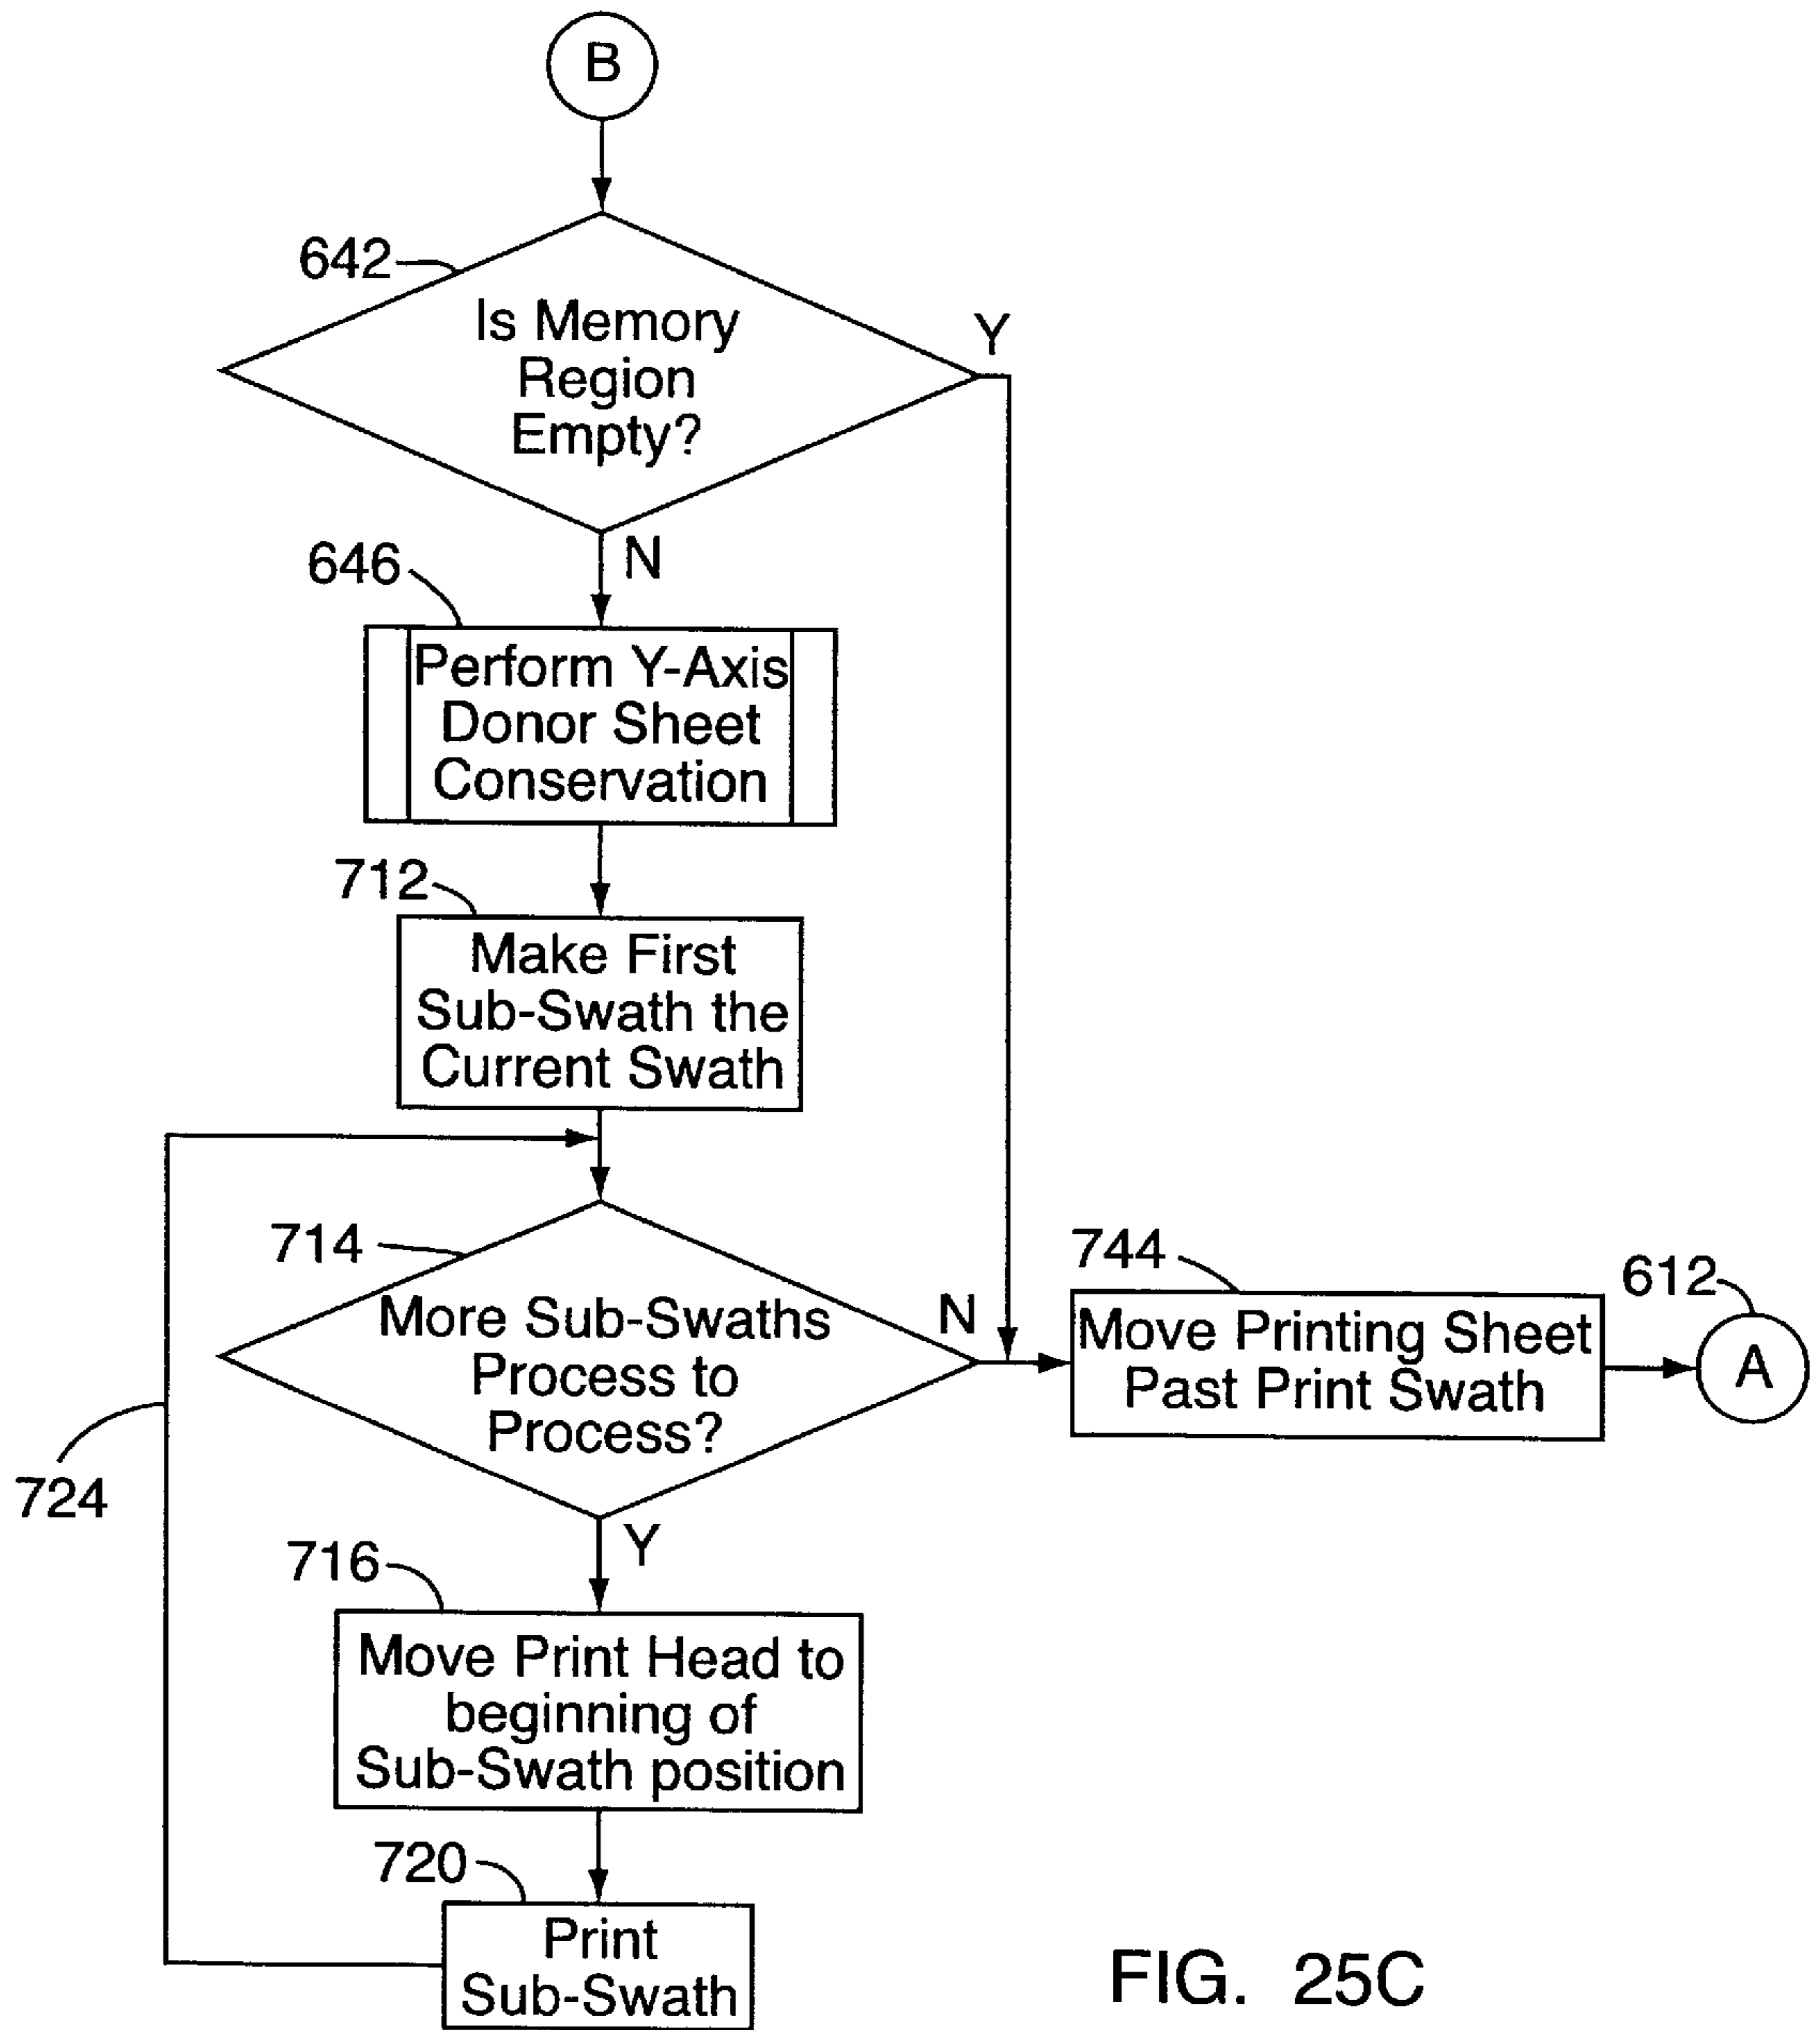 B
642
Is Memory
Region
Empty?
Y
N
646
Perform Y-Axis
Donor Sheet
Conservation
712
Make First
Sub-Swath the
Current Swath
714
More Sub-Swaths
Process to
Process?
N
744
Move Printing Sheet
Past Print Swath
612
A
724
Y
716
Move Print Head to
beginning of
Sub-Swath position
720
Print
Sub-Swath
FIG. 25C